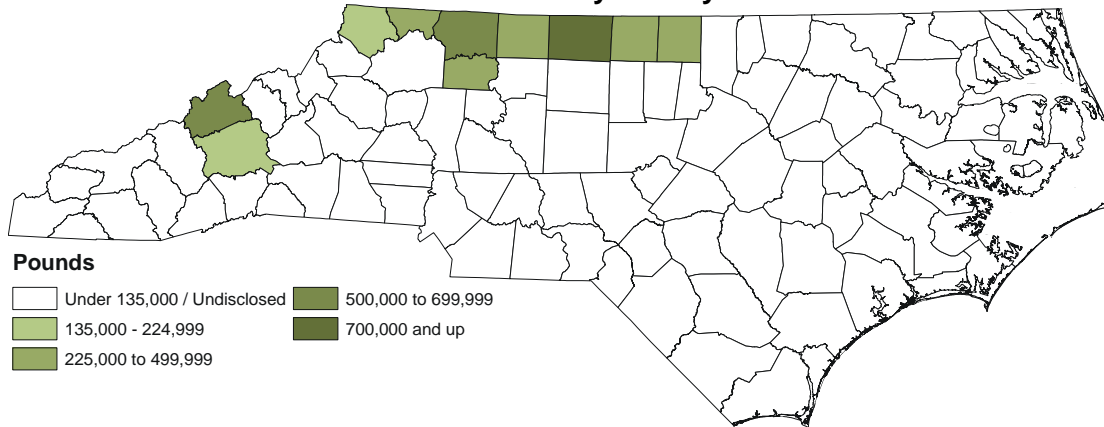 Pounds
Under 135,000 / Undisclosed
135,000 - 224,999
225,000 to 499,999
500,000 to 699,999
700,000 and up